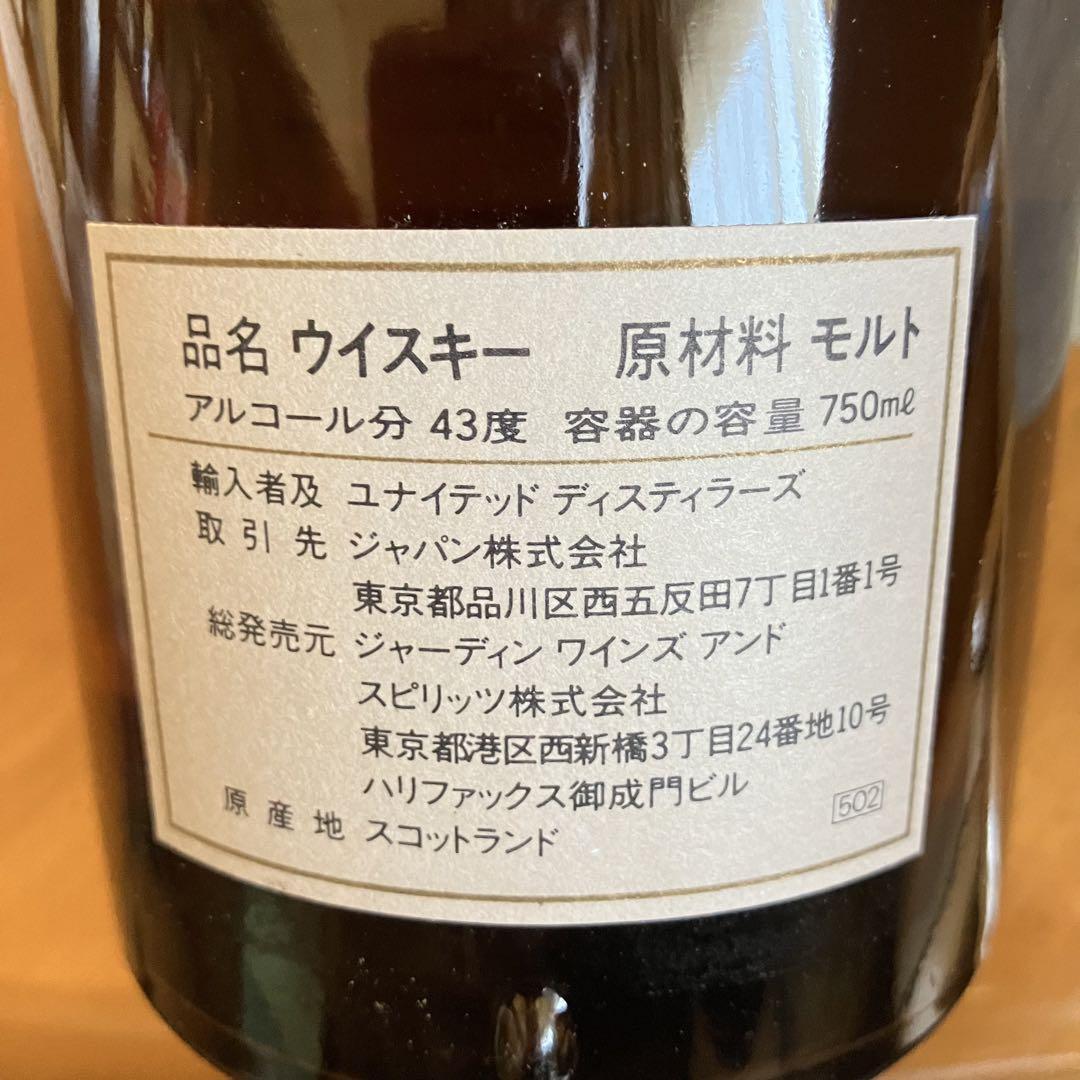 品名 ウイスキー 原材料 モルト
アルコール分 43度 容器の容量 750mℓ
輸入者及 ユナイテッド ディスティラーズ
取引先 ジャパン株式会社
東京都品川区西五反田7丁目1番1号
総発売元 ジャーディン ワインズ アンド
スピリッツ株式会社
東京都港区西新橋3丁目24番地10号
ハリファックス御成門ビル
原産地 スコットランド
502